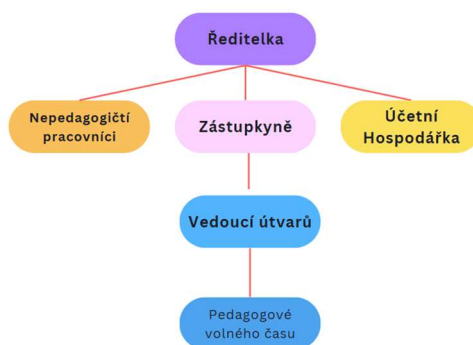 Ředitelka
Nepedagogičtí
pracovníci
Zástupkyně
Účetní
Hospodářka
Vedoucí útvarů
Pedagogové
volného času